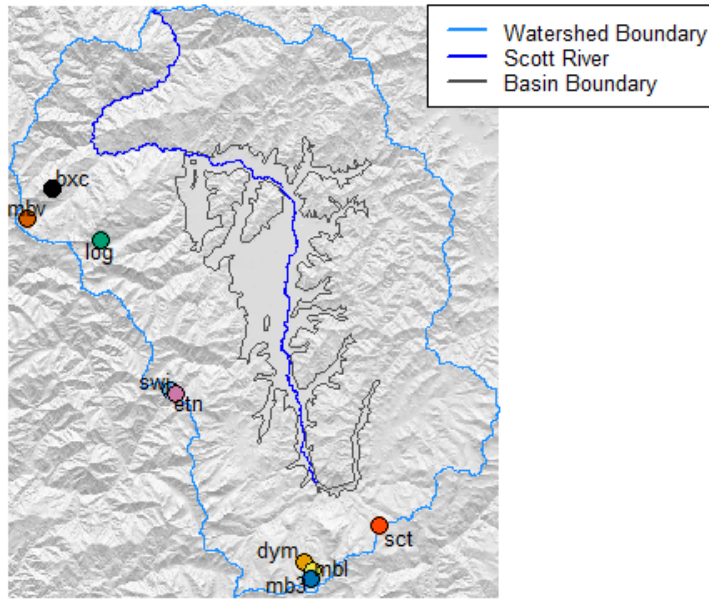 Watershed Boundary
Scott River
Basin Boundary
bxc
mbv
log
swj
etn
sct
dym
mbl
mb3